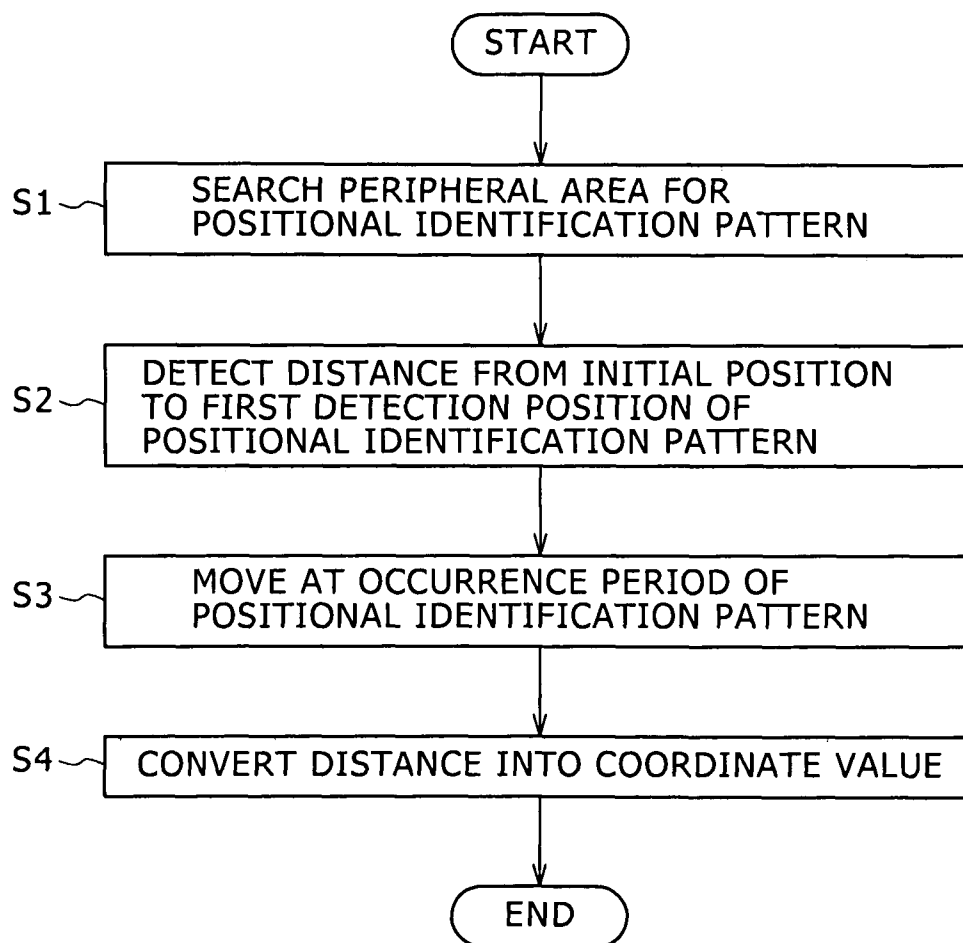 START
S1
SEARCH PERIPHERAL AREA FOR
POSITIONAL IDENTIFICATION PATTERN
S2
DETECT DISTANCE FROM INITIAL POSITION
TO FIRST DETECTION POSITION OF
POSITIONAL IDENTIFICATION PATTERN
S3
MOVE AT OCCURRENCE PERIOD OF
POSITIONAL IDENTIFICATION PATTERN
S4
CONVERT DISTANCE INTO COORDINATE VALUE
END